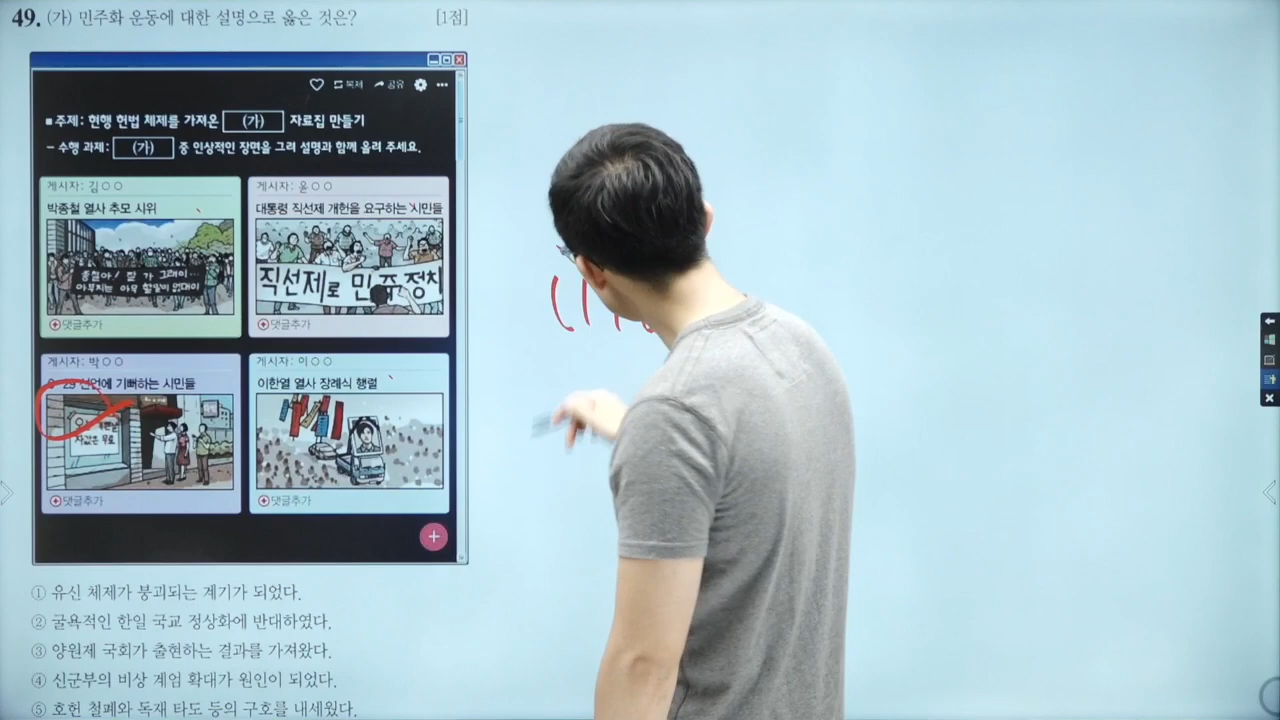 49. (가) 민주화 운동에 대한 설명으로 옳은 것은? [1점]
복제 공유
■ 주제: 현행 헌법 체제를 가져온 (가) 자료집 만들기
- 수행 과제: (가) 중 인상적인 장면을 그려 설명과 함께 올려 주세요.
게시자: 김○○
박종철 열사 추모 시위
종철아! 잘 가 그래이…
아부지는 아무 할 말이 없대이
댓글추가
게시자: 윤○○
대통령 직선제 개헌을 요구하는 시민들
직선제로 민주정치
댓글추가
게시자: 박○○
29 선언에 기뻐하는 시민들
찻값은 무료
댓글추가
게시자: 이○○
이한열 열사 장례식 행렬
댓글추가
① 유신 체제가 붕괴되는 계기가 되었다.
② 굴욕적인 한일 국교 정상화에 반대하였다.
③ 양원제 국회가 출현하는 결과를 가져왔다.
④ 신군부의 비상 계엄 확대가 원인이 되었다.
⑤ 호헌 철폐와 독재 타도 등의 구호를 내세웠다.